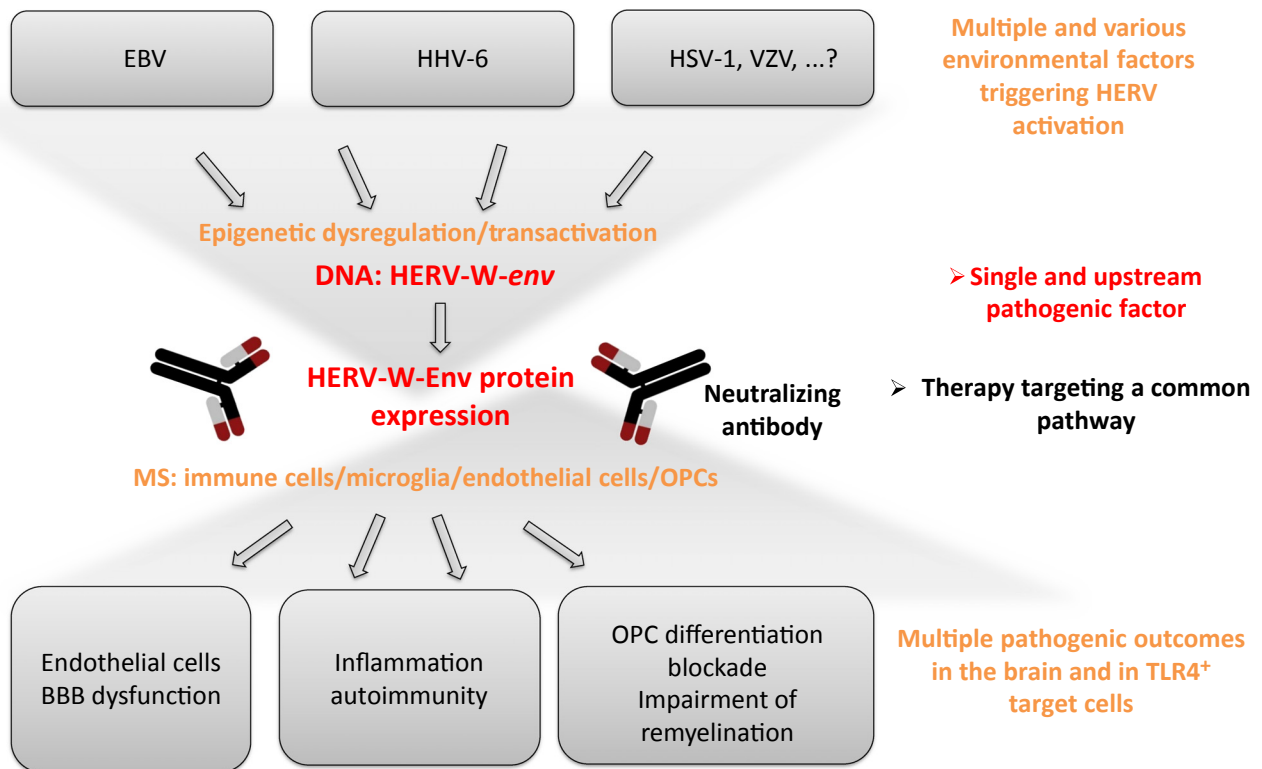 EBV
HHV-6
HSV-1, VZV, ...?
Multiple and various
environmental factors
triggering HERV
activation
Epigenetic dysregulation/transactivation
DNA: HERV-W-env
➢ Single and upstream
pathogenic factor
HERV-W-Env protein
expression
Neutralizing
antibody
➢ Therapy targeting a common
pathway
MS: immune cells/microglia/endothelial cells/OPCs
Endothelial cells
BBB dysfunction
Inflammation
autoimmunity
OPC differentiation
blockade
Impairment of
remyelination
Multiple pathogenic outcomes
in the brain and in TLR4⁺
target cells